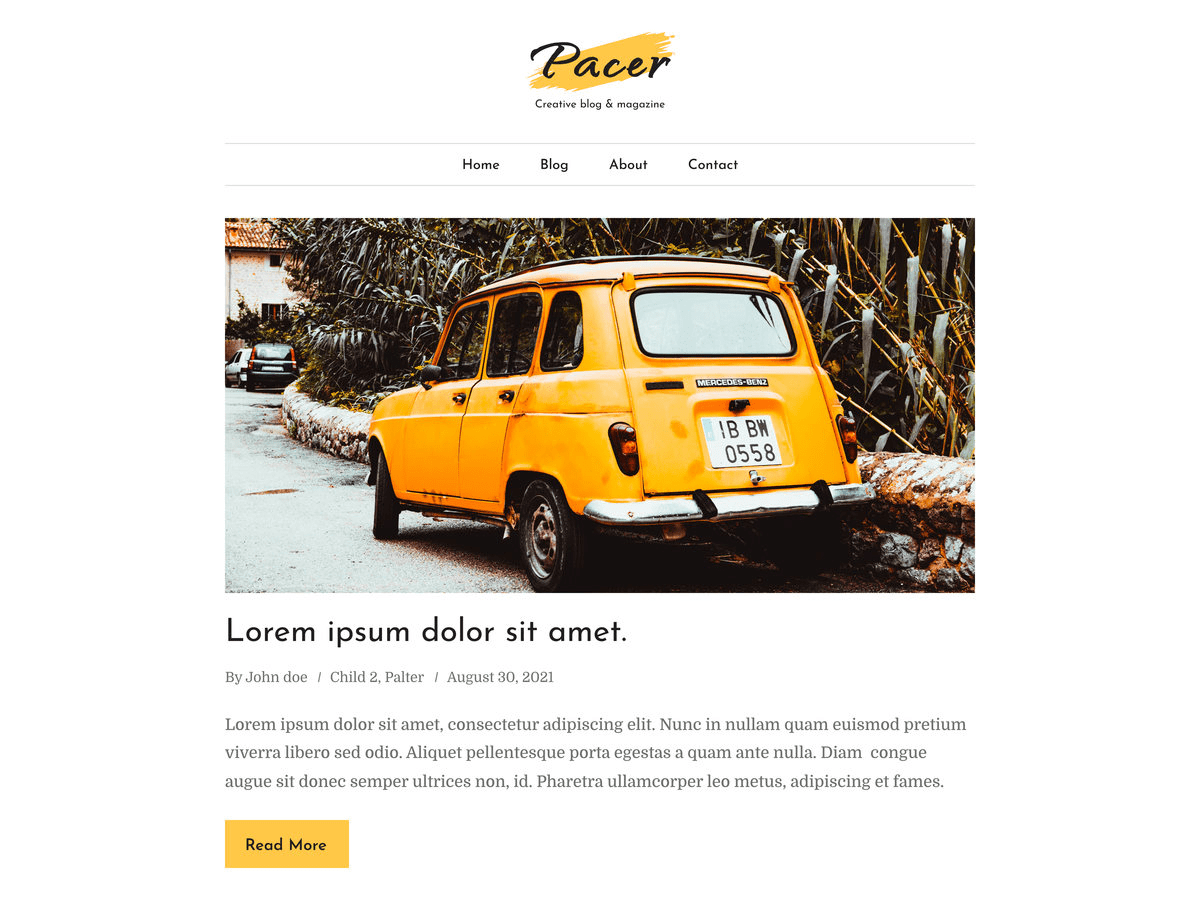 Pacer
Creative blog & magazine
Home Blog About Contact
MERCEDES-BENZ
IB BW
0558
Lorem ipsum dolor sit amet.
By John doe / Child 2, Palter / August 30, 2021
Lorem ipsum dolor sit amet, consectetur adipiscing elit. Nunc in nullam quam euismod pretium
viverra libero sed odio. Aliquet pellentesque porta egestas a quam ante nulla. Diam  congue
augue sit donec semper ultrices non, id. Pharetra ullamcorper leo metus, adipiscing et fames.
Read More